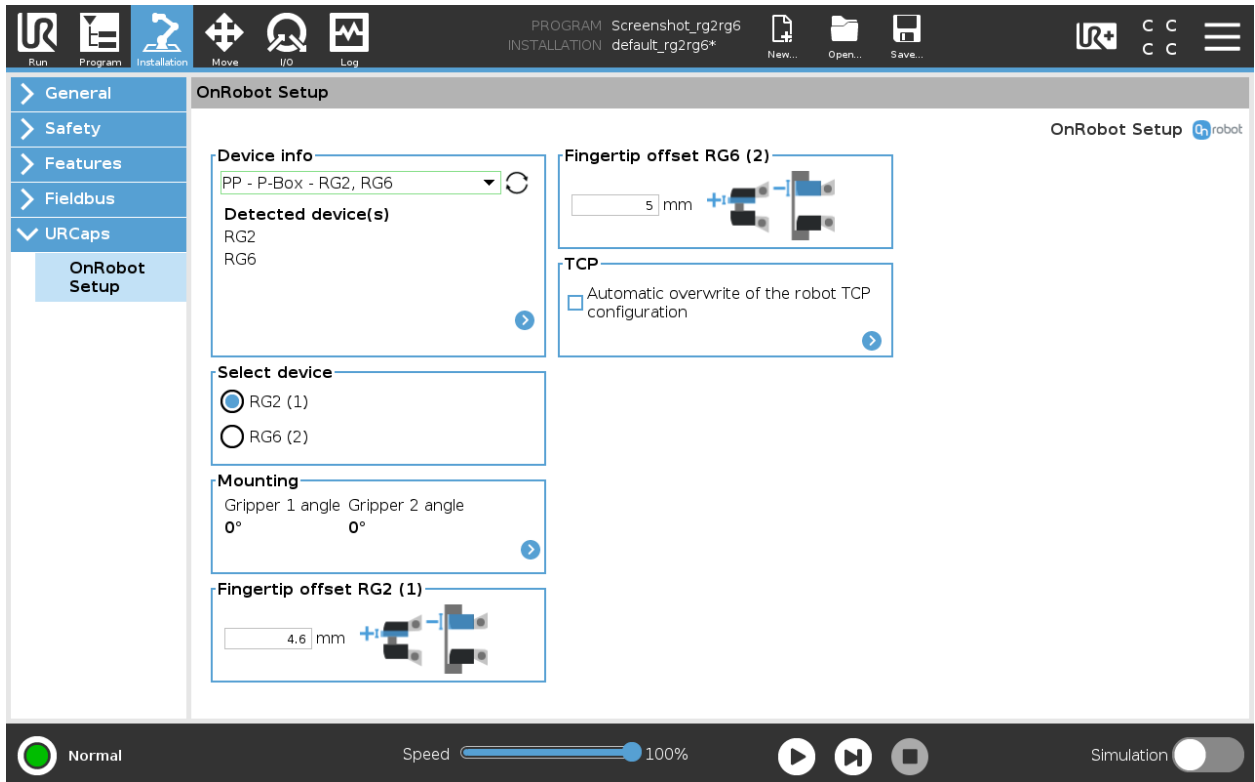 PROGRAM Screenshot_rg2rg6
INSTALLATION default_rg2rg6*
Run
Program
Installation
Move
I/O
Log
New...
Open...
Save...
UR+
C C
C C
General
Safety
Features
Fieldbus
URCaps
OnRobot
Setup
OnRobot Setup
OnRobot Setup OnRobot
Device info
PP - P-Box - RG2, RG6
Detected device(s)
RG2
RG6
Select device
RG2 (1)
RG6 (2)
Mounting
Gripper 1 angle Gripper 2 angle
0° 0°
Fingertip offset RG2 (1)
4.6 mm
Fingertip offset RG6 (2)
5 mm
TCP
Automatic overwrite of the robot TCP
configuration
Normal
Speed 100%
Simulation